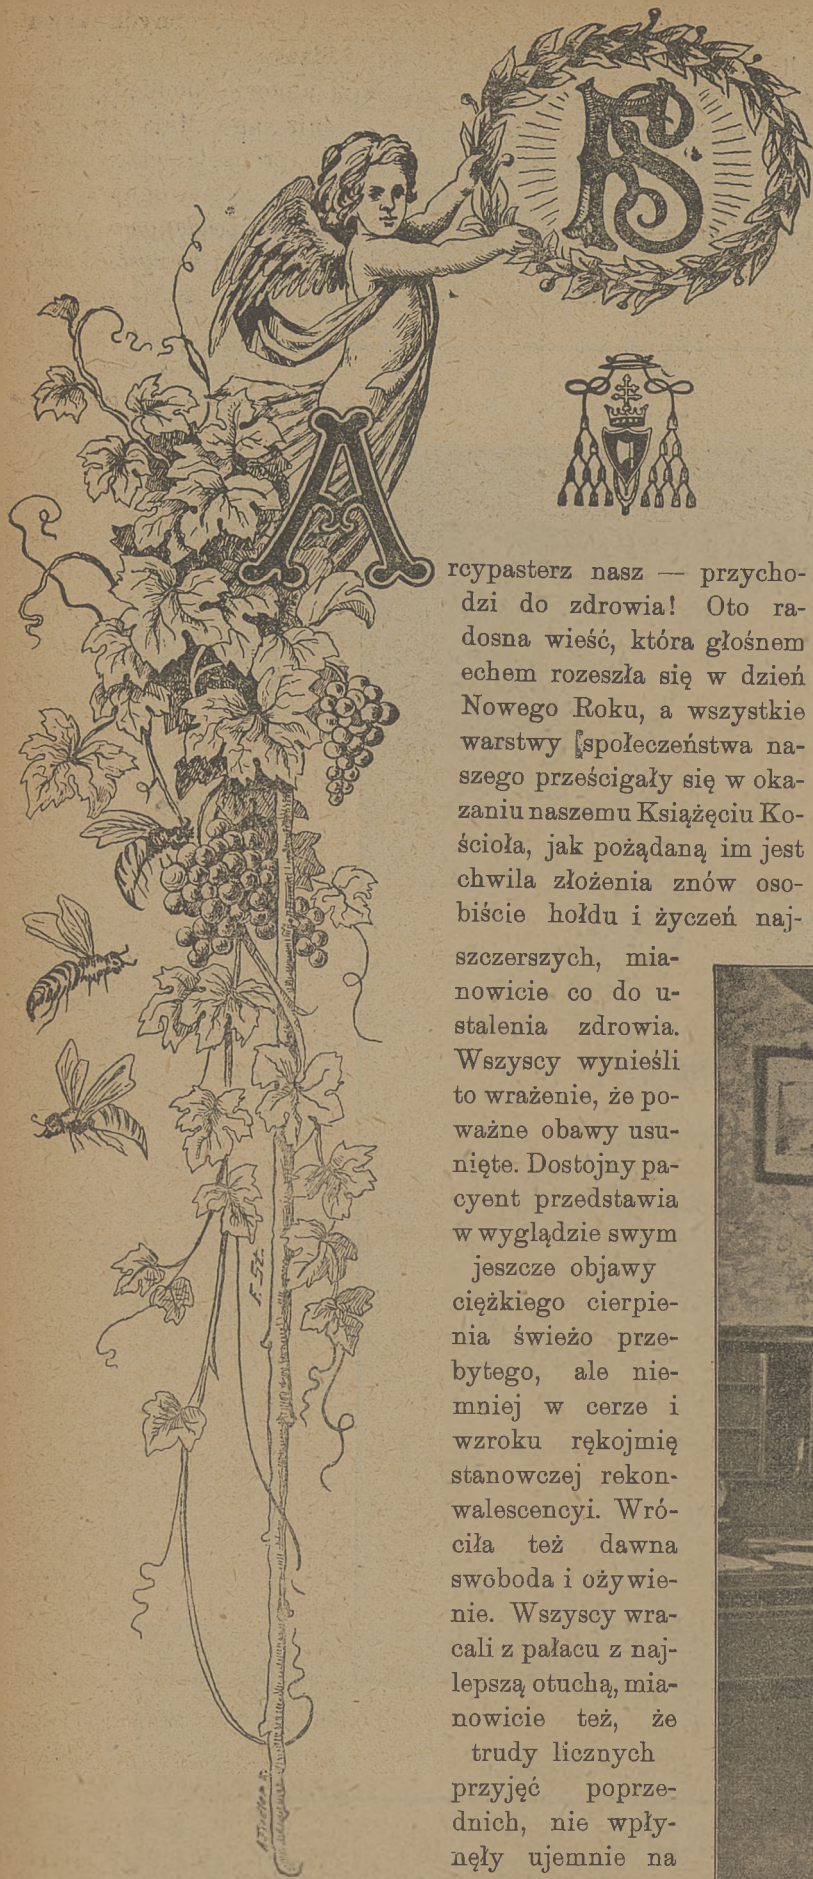 FS
A
rcypasterz nasz — przycho-
dzi do zdrowia! Oto ra-
dosna wieść, która głośnem
echem rozeszła się w dzień
Nowego Roku, a wszystkie
warstwy [społeczeństwa na-
szego prześcigały się w oka-
zaniu naszemu Książęciu Ko-
ścioła, jak pożądaną im jest
chwila złożenia znów oso-
biście hołdu i życzeń naj-
szczerszych, mia-
nowicie co do u-
stalenia zdrowia.
Wszyscy wynieśli
to wrażenie, że po-
ważne obawy usu-
nięte. Dostojny pa-
cyent przedstawia
w wyglądzie swym
jeszcze objawy
ciężkiego cierpie-
nia świeżo prze-
bytego, ale nie-
mniej w cerze i
wzroku rękojmię
stanowczej rekon-
walescencyi. Wró-
ciła też dawna
swoboda i ożywie-
nie. Wszyscy wra-
cali z pałacu z naj-
lepszą otuchą, mia-
nowicie też, że
trudy licznych
przyjęć poprze-
dnich, nie wpły-
nęły ujemnie na
F. St.